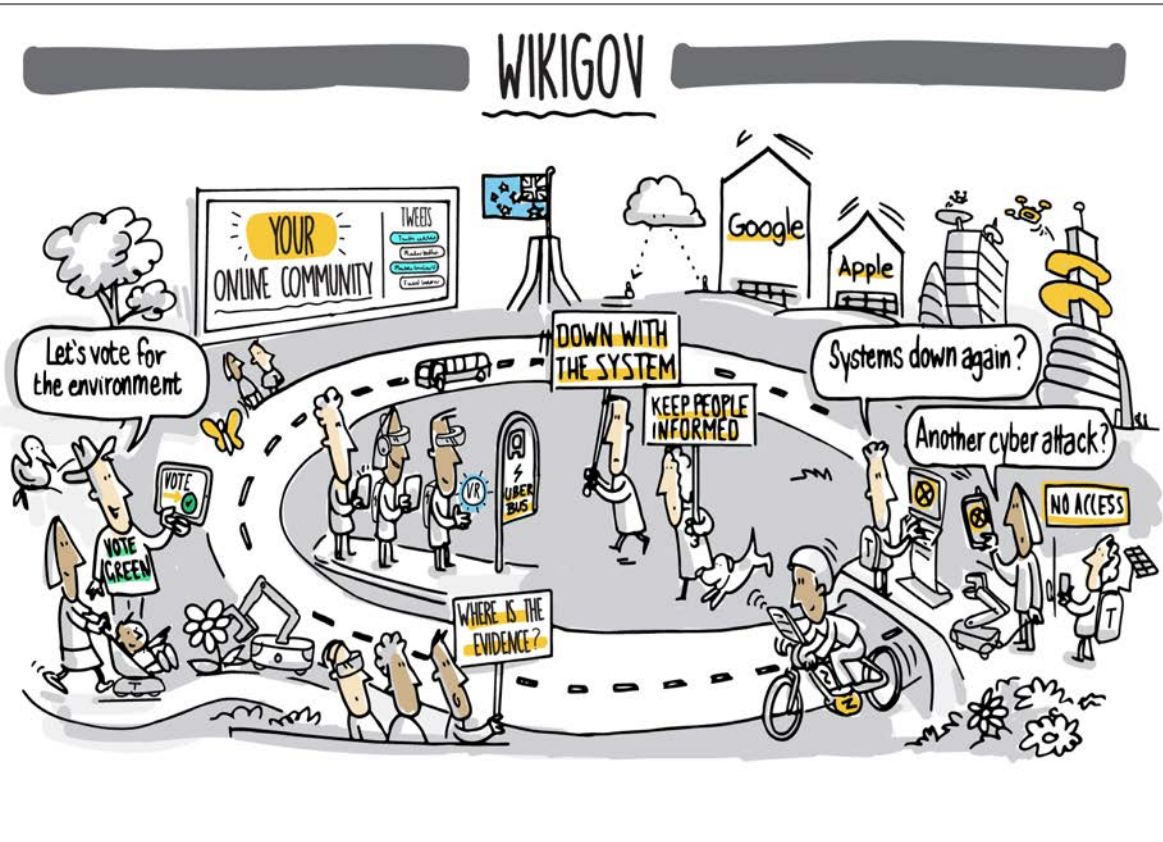 WIKIGOV
YOUR
ONLINE COMMUNITY
TWEETS
Google
Apple
Let's vote for
the environment
DOWN WITH
THE SYSTEM
KEEP PEOPLE
INFORMED
Systems down again?
Another cyber attack?
NO ACCESS
VOTE
VOTE
GREEN
VR
UBER
BUS
WHERE IS THE
EVIDENCE?
T
T
T
N